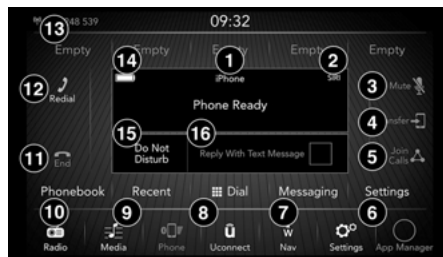 09:32
13
48 539
Empty Empty Empty Empty Empty
14 1 2
iPhone SIRI
12 Redial
3 Mute
Phone Ready
4 nsfer
15 16
Do Not
Disturb
Reply With Text Message
11 End
5 Join
Calls
Phonebook Recent Dial Messaging Settings
10 9 8 7 6
Radio Media Phone Uconnect Nav Settings App Manager